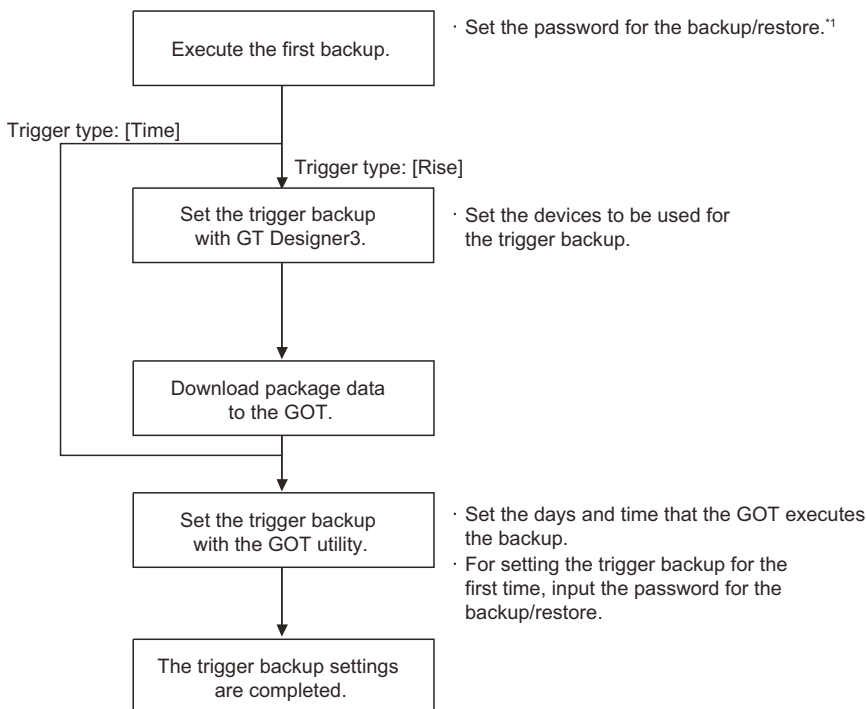 Execute the first backup.
· Set the password for the backup/restore.*1
Trigger type: [Time]
Trigger type: [Rise]
Set the trigger backup
with GT Designer3.
· Set the devices to be used for
the trigger backup.
Download package data
to the GOT.
Set the trigger backup
with the GOT utility.
· Set the days and time that the GOT executes
the backup.
· For setting the trigger backup for the
first time, input the password for the
backup/restore.
The trigger backup settings
are completed.